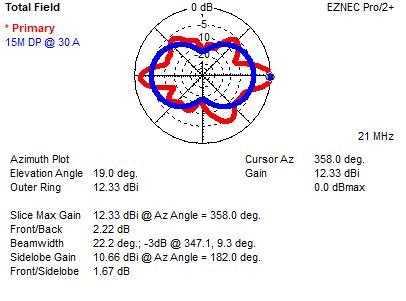 Total Field
EZNEC Pro/2+
* Primary
15M DP @ 30 A
0 dB
-5
-10
-20
-30
21 MHz
Azimuth Plot
Cursor Az 358.0 deg.
Elevation Angle 19.0 deg.
Gain 12.33 dBi
Outer Ring 12.33 dBi
0.0 dBmax
Slice Max Gain 12.33 dBi @ Az Angle = 358.0 deg.
Front/Back 2.22 dB
Beamwidth 22.2 deg.; -3dB @ 347.1, 9.3 deg.
Sidelobe Gain 10.66 dBi @ Az Angle = 182.0 deg.
Front/Sidelobe 1.67 dB